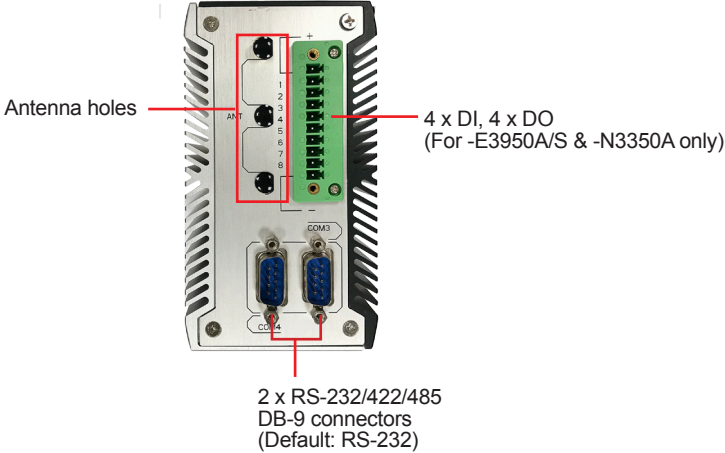 +
1
2
3
4
5
6
7
8
ANT
−
Antenna holes
4 x DI, 4 x DO
(For -E3950A/S & -N3350A only)
COM3
COM4
2 x RS-232/422/485
DB-9 connectors
(Default: RS-232)